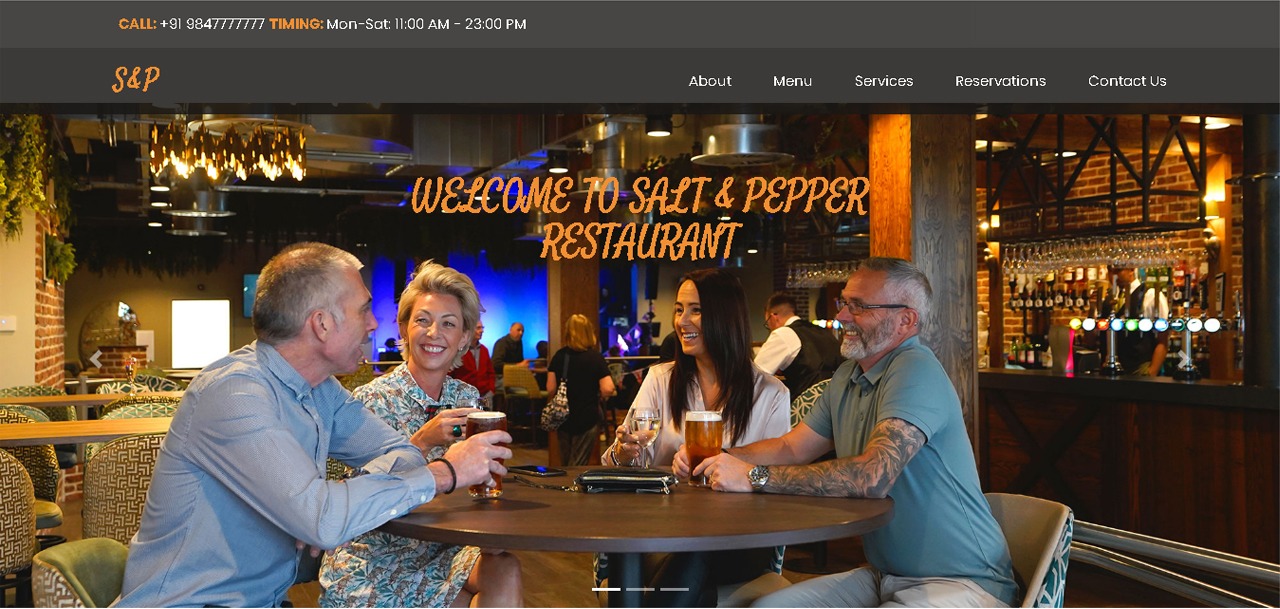 CALL: +91 9847777777 TIMING: Mon-Sat: 11:00 AM - 23:00 PM
S&P
About Menu Services Reservations Contact Us
WELCOME TO SALT & PEPPER
RESTAURANT